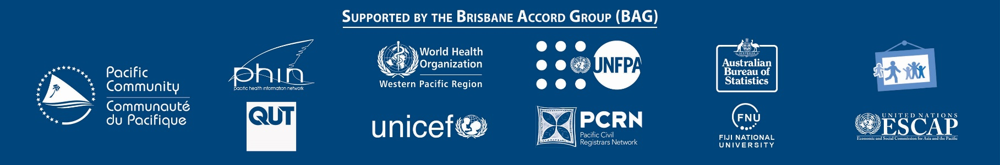 SUPPORTED BY THE BRISBANE ACCORD GROUP (BAG)
Pacific
Community
Communauté
du Pacifique
phin
pacific health information network
QUT
World Health
Organization
Western Pacific Region
unicef
UNFPA
PCRN
Pacific Civil
Registrars Network
AUSTRALIA
Australian
Bureau of
Statistics
FNU
FIJI NATIONAL
UNIVERSITY
UNITED NATIONS
ESCAP
Economic and Social Commission for Asia and the Pacific